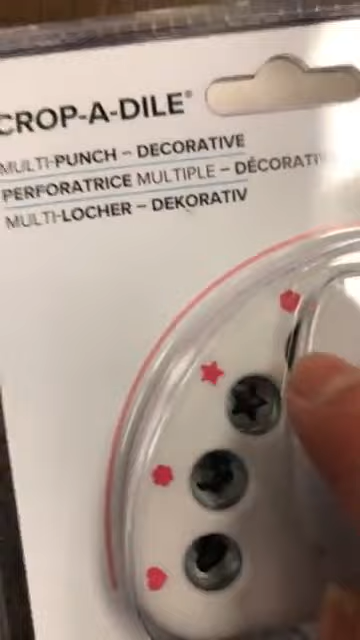 CROP-A-DILE®
MULTI-PUNCH – DECORATIVE
PERFORATRICE MULTIPLE – DÉCORATI
MULTI-LOCHER – DEKORATIV